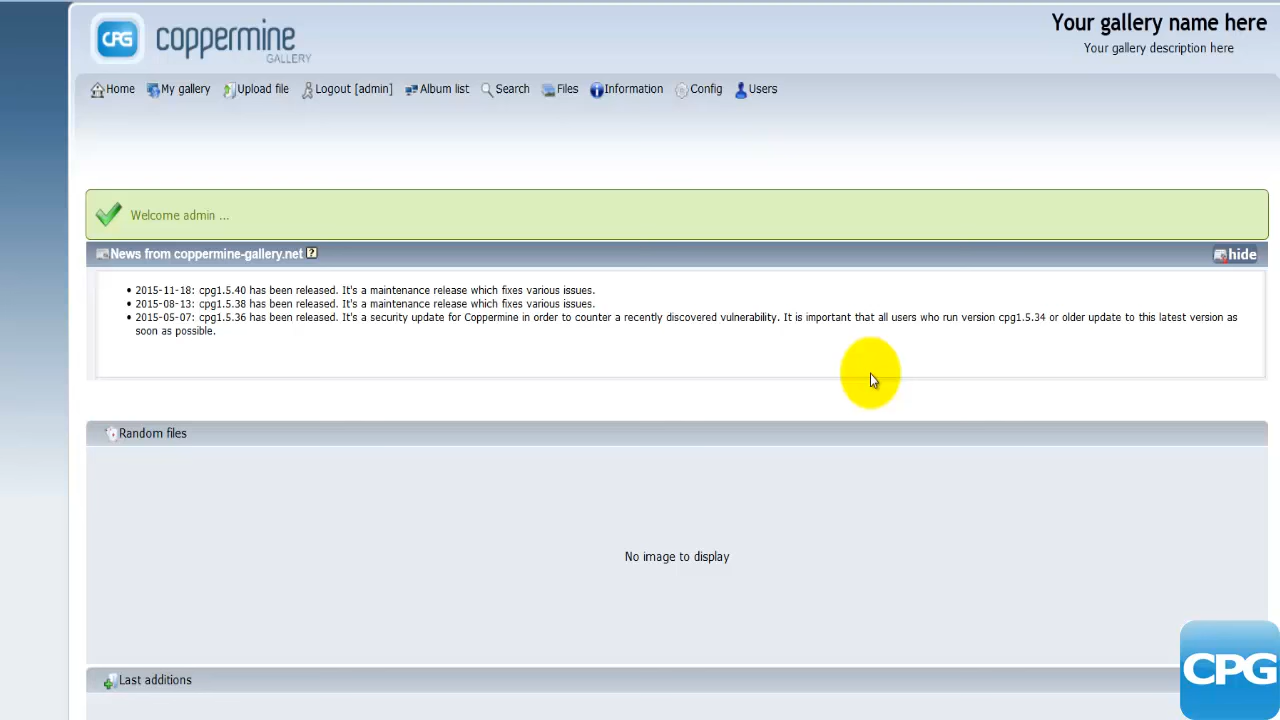 CPG coppermine GALLERY
Your gallery name here
Your gallery description here
Home My gallery Upload file Logout [admin] Album list Search Files Information Config Users
Welcome admin ...
News from coppermine-gallery.net ? hide
• 2015-11-18: cpg1.5.40 has been released. It's a maintenance release which fixes various issues.
• 2015-08-13: cpg1.5.38 has been released. It's a maintenance release which fixes various issues.
• 2015-05-07: cpg1.5.36 has been released. It's a security update for Coppermine in order to counter a recently discovered vulnerability. It is important that all users who run version cpg1.5.34 or older update to this latest version as
soon as possible.
Random files
No image to display
Last additions
CPG